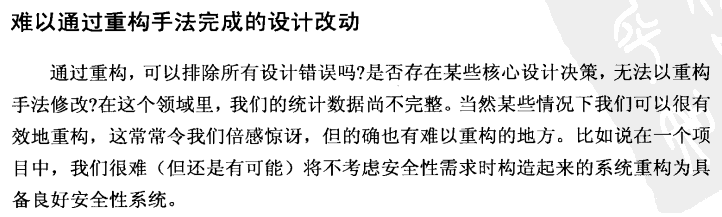 难以通过重构手法完成的设计改动
通过重构，可以排除所有设计错误吗?是否存在某些核心设计决策，无法以重构
手法修改?在这个领域里，我们的统计数据尚不完整。当然某些情况下我们可以很有
效地重构，这常常令我们倍感惊讶，但的确也有难以重构的地方。比如说在一个项
目中，我们很难（但还是有可能）将不考虑安全性需求时构造起来的系统重构为具
备良好安全性系统。